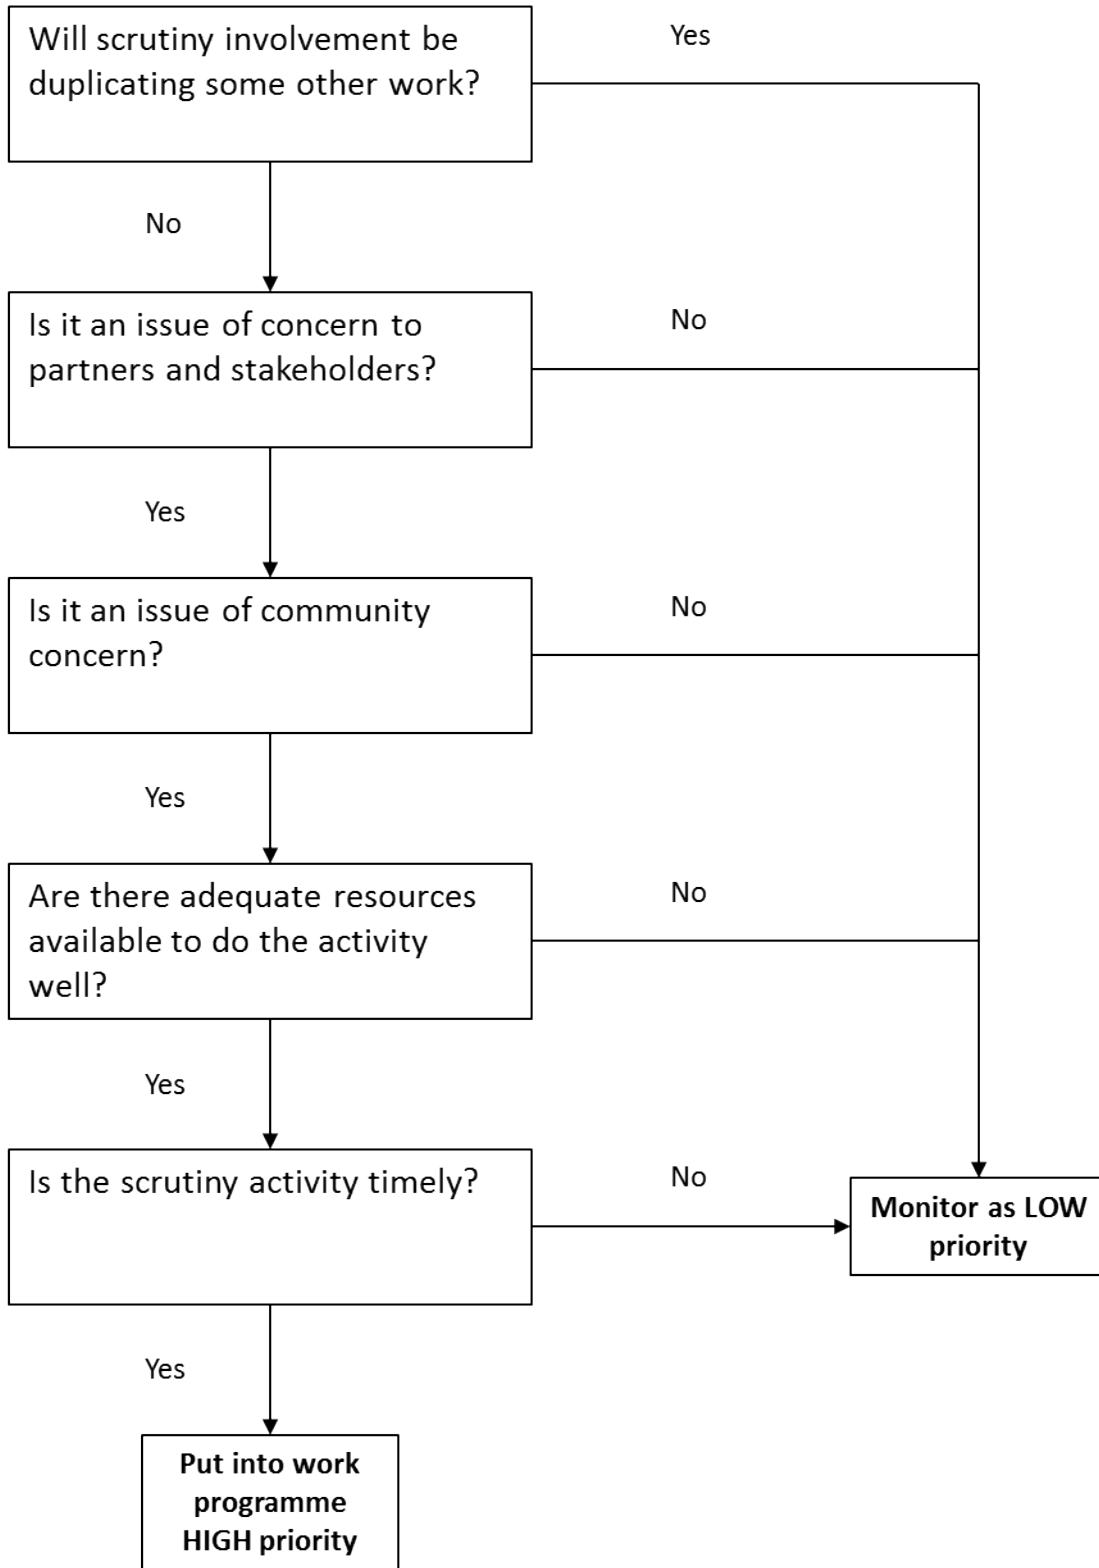 Will scrutiny involvement be
duplicating some other work?
Yes
No
Is it an issue of concern to
partners and stakeholders?
No
Yes
Is it an issue of community
concern?
No
Yes
Are there adequate resources
available to do the activity
well?
No
Yes
Is the scrutiny activity timely?
No
Monitor as LOW
priority
Yes
Put into work
programme
HIGH priority